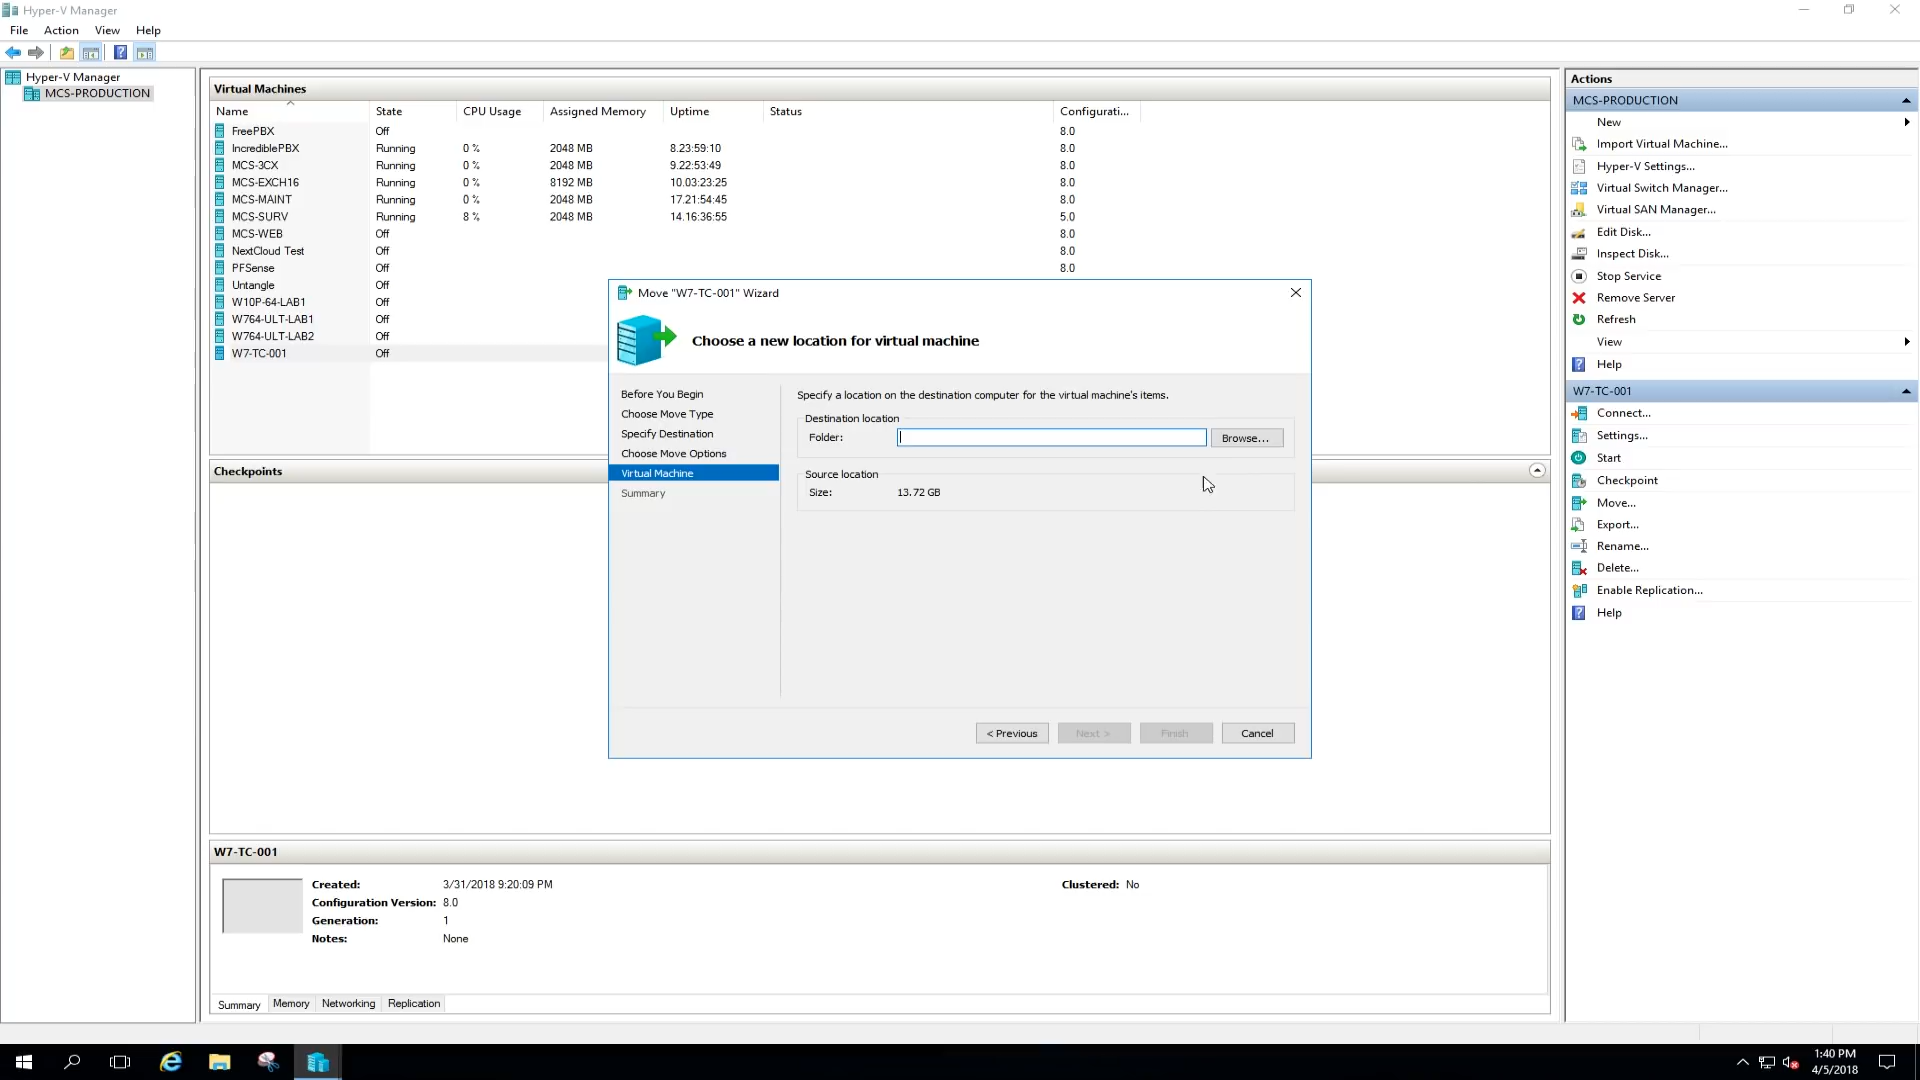 Hyper-V Manager
File Action View Help
Hyper-V Manager
MCS-PRODUCTION
Virtual Machines
Name State CPU Usage Assigned Memory Uptime Status Configurati...
FreePBX Off 8.0
IncrediblePBX Running 0 % 2048 MB 8.23:59:10 8.0
MCS-3CX Running 0 % 2048 MB 9.22:53:49 8.0
MCS-EXCH16 Running 0 % 8192 MB 10.03:23:25 8.0
MCS-MAINT Running 0 % 2048 MB 17.21:54:45 8.0
MCS-SURV Running 8 % 2048 MB 14.16:36:55 5.0
MCS-WEB Off 8.0
NextCloud Test Off 8.0
PFSense Off 8.0
Untangle Off
W10P-64-LAB1 Off
W764-ULT-LAB1 Off
W764-ULT-LAB2 Off
W7-TC-001 Off
Checkpoints
Move "W7-TC-001" Wizard
Choose a new location for virtual machine
Before You Begin
Choose Move Type
Specify Destination
Choose Move Options
Virtual Machine
Summary
Specify a location on the destination computer for the virtual machine's items.
Destination location
Folder:
Browse...
Source location
Size: 13.72 GB
< Previous Next > Finish Cancel
W7-TC-001
Created: 3/31/2018 9:20:09 PM Clustered: No
Configuration Version: 8.0
Generation: 1
Notes: None
Summary Memory Networking Replication
Actions
MCS-PRODUCTION
New
Import Virtual Machine...
Hyper-V Settings...
Virtual Switch Manager...
Virtual SAN Manager...
Edit Disk...
Inspect Disk...
Stop Service
Remove Server
Refresh
View
Help
W7-TC-001
Connect...
Settings...
Start
Checkpoint
Move...
Export...
Rename...
Delete...
Enable Replication...
Help
1:40 PM
4/5/2018